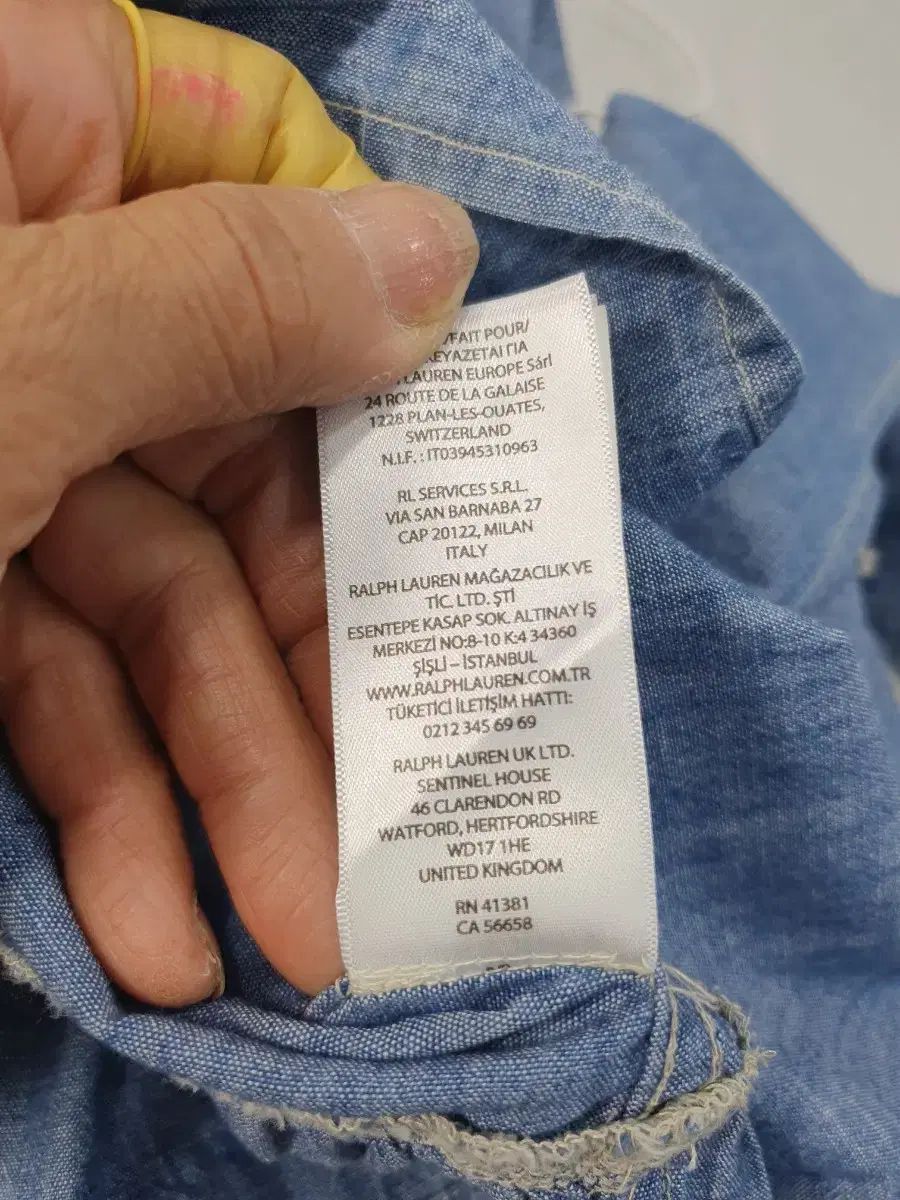 /FAIT POUR/
ΚΕΥΑΖΕΤΑΙ ΓΙΑ
LAUREN EUROPE Sárl
24 ROUTE DE LA GALAISE
1228 PLAN-LES-OUATES,
SWITZERLAND
N.I.F. : IT03945310963
RL SERVICES S.R.L.
VIA SAN BARNABA 27
CAP 20122, MILAN
ITALY
RALPH LAUREN MAĞAZACILIK VE
TİC. LTD. ŞTİ
ESENTEPE KASAP SOK. ALTINAY İŞ
MERKEZİ NO:8-10 K:4 34360
ŞİŞLİ – İSTANBUL
WWW.RALPHLAUREN.COM.TR
TÜKETİCİ İLETİŞİM HATTI:
0212 345 69 69
RALPH LAUREN UK LTD.
SENTINEL HOUSE
46 CLARENDON RD
WATFORD, HERTFORDSHIRE
WD17 1HE
UNITED KINGDOM
RN 41381
CA 56658